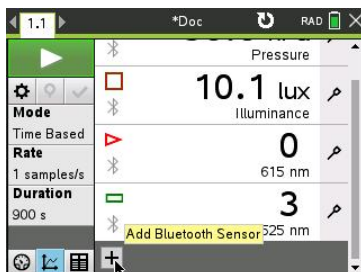 1.1
*Doc
RAD
Pressure
10.1 lux
Illuminance
Mode
Time Based
Rate
0
615 nm
1 samples/s
Duration
900 s
3
525 nm
Add Bluetooth Sensor